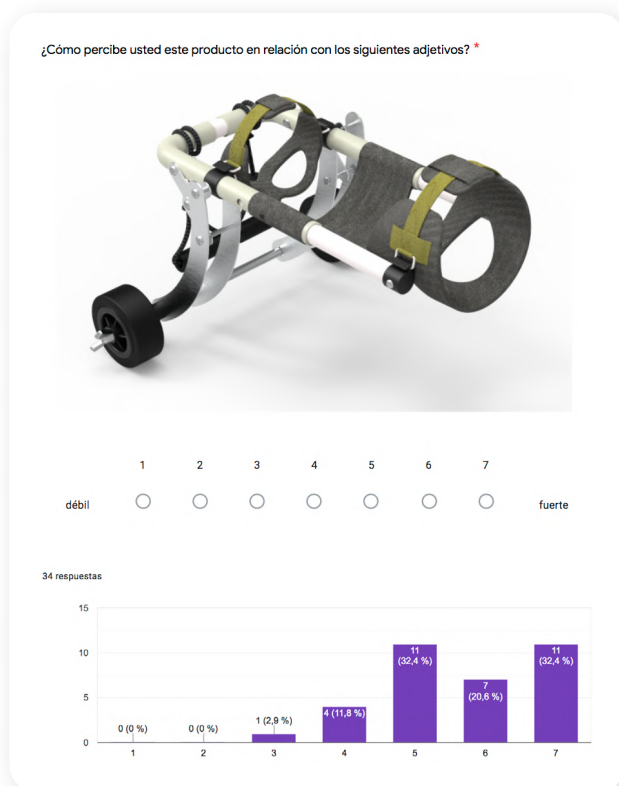 ¿Cómo percibe usted este producto en relación con los siguientes adjetivos? *
1 2 3 4 5 6 7
débil fuerte
34 respuestas
15
10
5
0
0 (0 %) 0 (0 %) 1 (2,9 %) 4 (11,8 %) 11 (32,4 %) 7 (20,6 %) 11 (32,4 %)
1 2 3 4 5 6 7